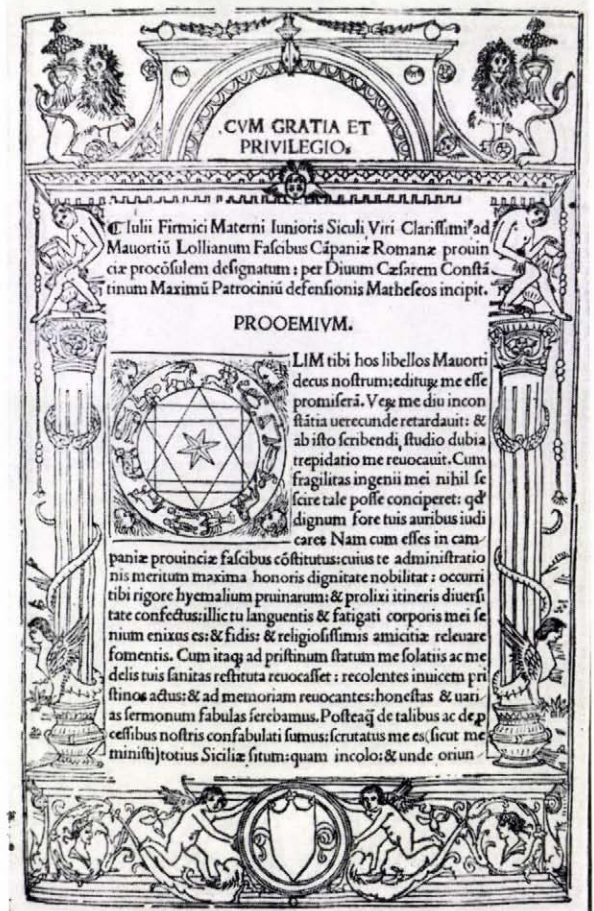 .CVM GRATIA ET
PRIVILEGIO.
¶ Iulii Firmici Materni Iunioris Siculi Viri Clarissimi ad
Mauortiū Lollianum Fascibus Cāpaniæ Romanæ prouin
ciæ procōsulem designatum : per Diuum Cæsarem Constā
tinum Maximū Patrociniū defensionis Matheseos incipit.
PROOEMIVM.
LIM tibi hos libellos Mauorti
decus nostrum: edituꝝ me esse
promiserā. Veꝝ me diu incon
stātia uerecunde retardauit: &
ab isto scribendi studio dubia
trepidatio me reuocauit. Cum
fragilitas ingenii mei nihil se
scire tale posse conciperet: qđ
dignum fore tuis auribus iudi
caret Nam cum esses in cam-
paniæ prouinciæ fascibus cōstitutus: cuius te administratio
nis meritum maxima honoris dignitate nobilitat : occurri
tibi rigore hyemalium pruinarum: & prolixi itineris diuersi
tate confectus: illic tu languentis & fatigati corporis mei se
nium enixus es: & fidis: & religiosissimis amicitiæ releuare
fomentis. Cum itaqꝫ ad pristinum statum me solatiis ac me
delis tuis sanitas restituta reuocasset : recolentes inuicem pri
stinos actus: & ad memoriam reuocantes: honestas & uari-
as sermonum fabulas serebamus. Posteaq̄ de talibus ac de ꝓ
cessibus nostris confabulati sumus: scrutatus me es (sicut me
ministi) totius Siciliæ situm: quam incolo: & unde oriun